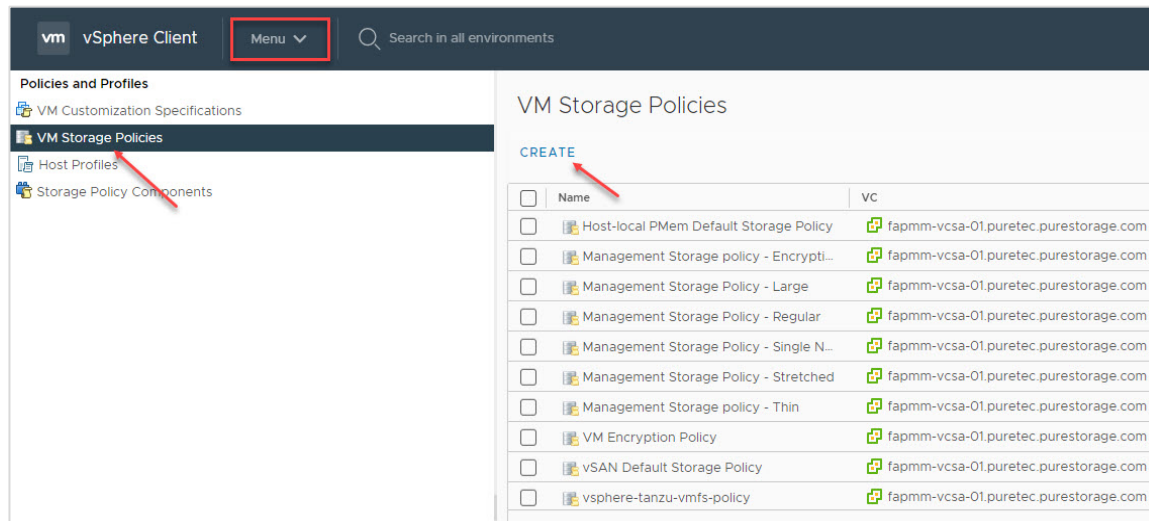 vm vSphere Client Menu Search in all environments
Policies and Profiles
VM Customization Specifications
VM Storage Policies
Host Profiles
Storage Policy Components
VM Storage Policies
CREATE
Name VC
Host-local PMem Default Storage Policy fapmm-vcsa-01.puretec.purestorage.com
Management Storage policy - Encrypti... fapmm-vcsa-01.puretec.purestorage.com
Management Storage Policy - Large fapmm-vcsa-01.puretec.purestorage.com
Management Storage Policy - Regular fapmm-vcsa-01.puretec.purestorage.com
Management Storage Policy - Single N... fapmm-vcsa-01.puretec.purestorage.com
Management Storage Policy - Stretched fapmm-vcsa-01.puretec.purestorage.com
Management Storage policy - Thin fapmm-vcsa-01.puretec.purestorage.com
VM Encryption Policy fapmm-vcsa-01.puretec.purestorage.com
vSAN Default Storage Policy fapmm-vcsa-01.puretec.purestorage.com
vsphere-tanzu-vmfs-policy fapmm-vcsa-01.puretec.purestorage.com